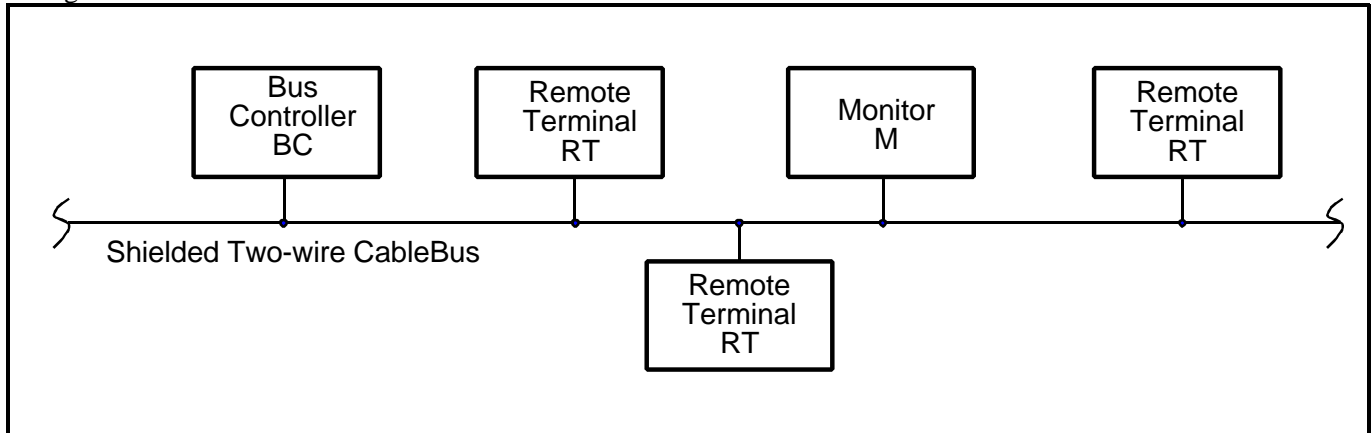 Bus
Controller
BC
Remote
Terminal
RT
Monitor
M
Remote
Terminal
RT
Shielded Two-wire CableBus
Remote
Terminal
RT